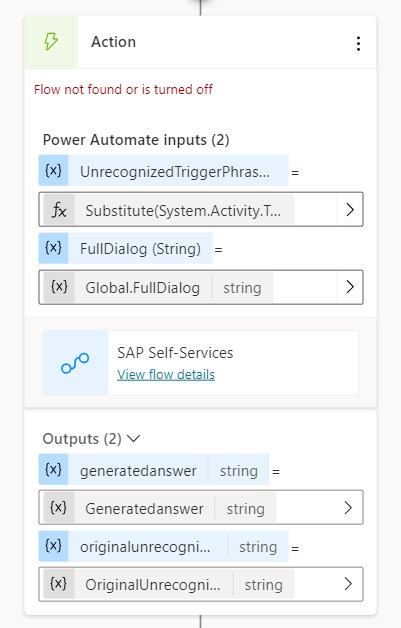 Action
Flow not found or is turned off
Power Automate inputs (2)
{x} UnrecognizedTriggerPhras... =
fx Substitute(System.Activity.T...
{x} FullDialog (String) =
{x} Global.FullDialog string
SAP Self-Services
View flow details
Outputs (2)
{x} generatedanswer string =
{x} Generatedanswer string
{x} originalunrecogni... string =
{x} OriginalUnrecogni... string